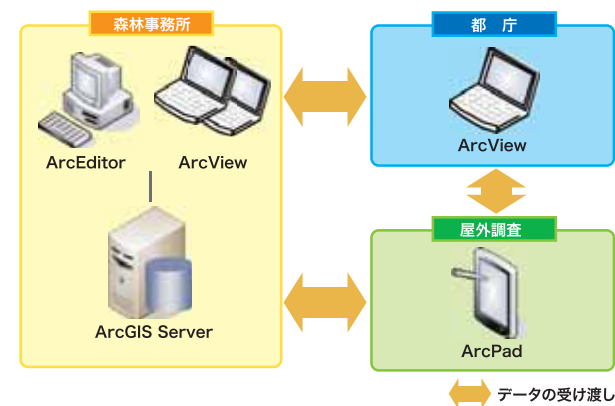 森林事務所
ArcEditor
ArcView
ArcGIS Server
都 庁
ArcView
屋外調査
ArcPad
データの受け渡し